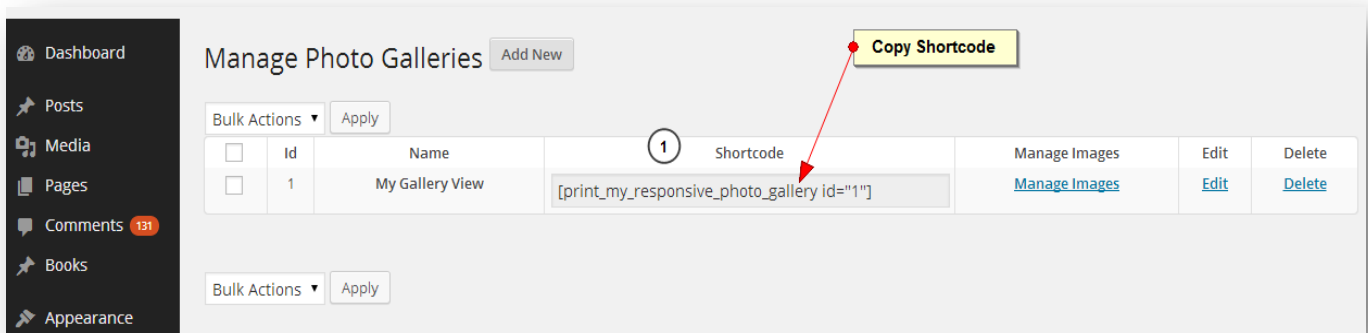 Dashboard
Posts
Media
Pages
Comments 131
Books
Appearance
Manage Photo Galleries Add New
Copy Shortcode
Bulk Actions Apply
1
Id Name Shortcode Manage Images Edit Delete
1 My Gallery View [print_my_responsive_photo_gallery id="1"] Manage Images Edit Delete
Bulk Actions Apply